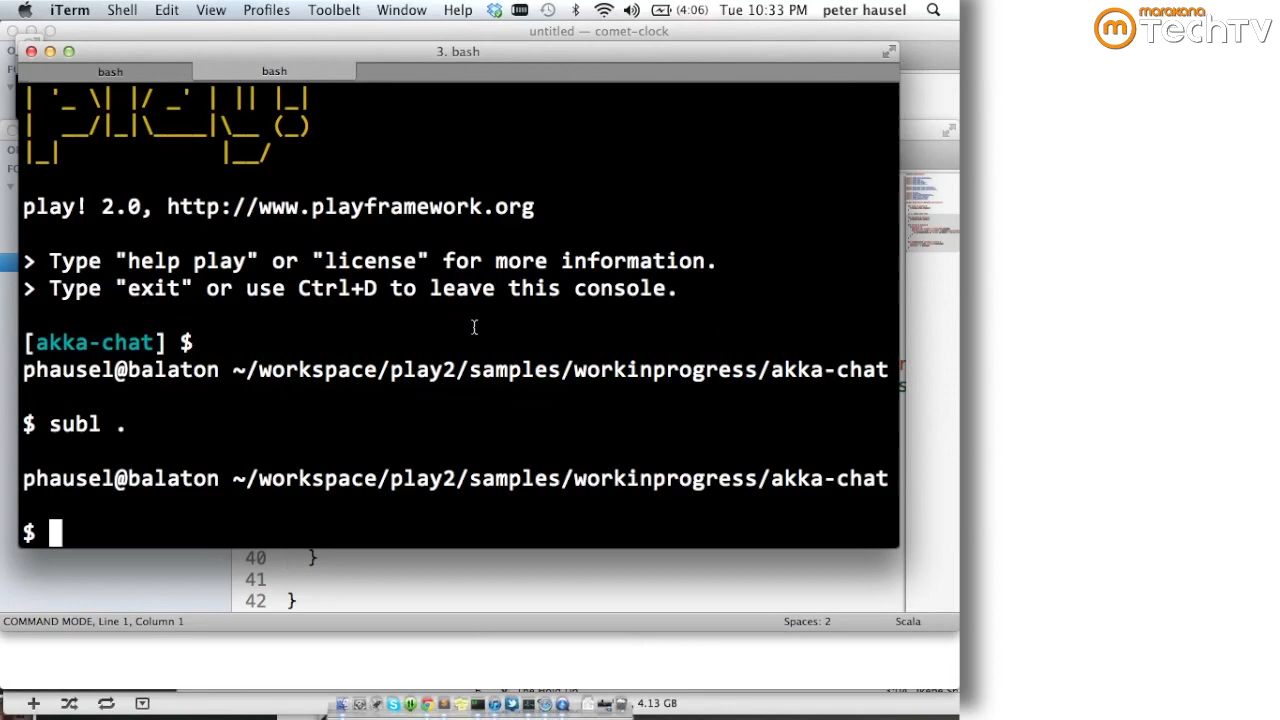 iTerm Shell Edit View Profiles Toolbelt Window Help (4:06) Tue 10:33 PM peter hausel
marakana
TechTV
untitled — comet-clock
3. bash
bash bash
play! 2.0, http://www.playframework.org
> Type "help play" or "license" for more information.
> Type "exit" or use Ctrl+D to leave this console.
[akka-chat] $
phausel@balaton ~/workspace/play2/samples/workinprogress/akka-chat
$ subl .
phausel@balaton ~/workspace/play2/samples/workinprogress/akka-chat
$
40 }
41
42 }
COMMAND MODE, Line 1, Column 1 Spaces: 2 Scala
, 4.13 GB